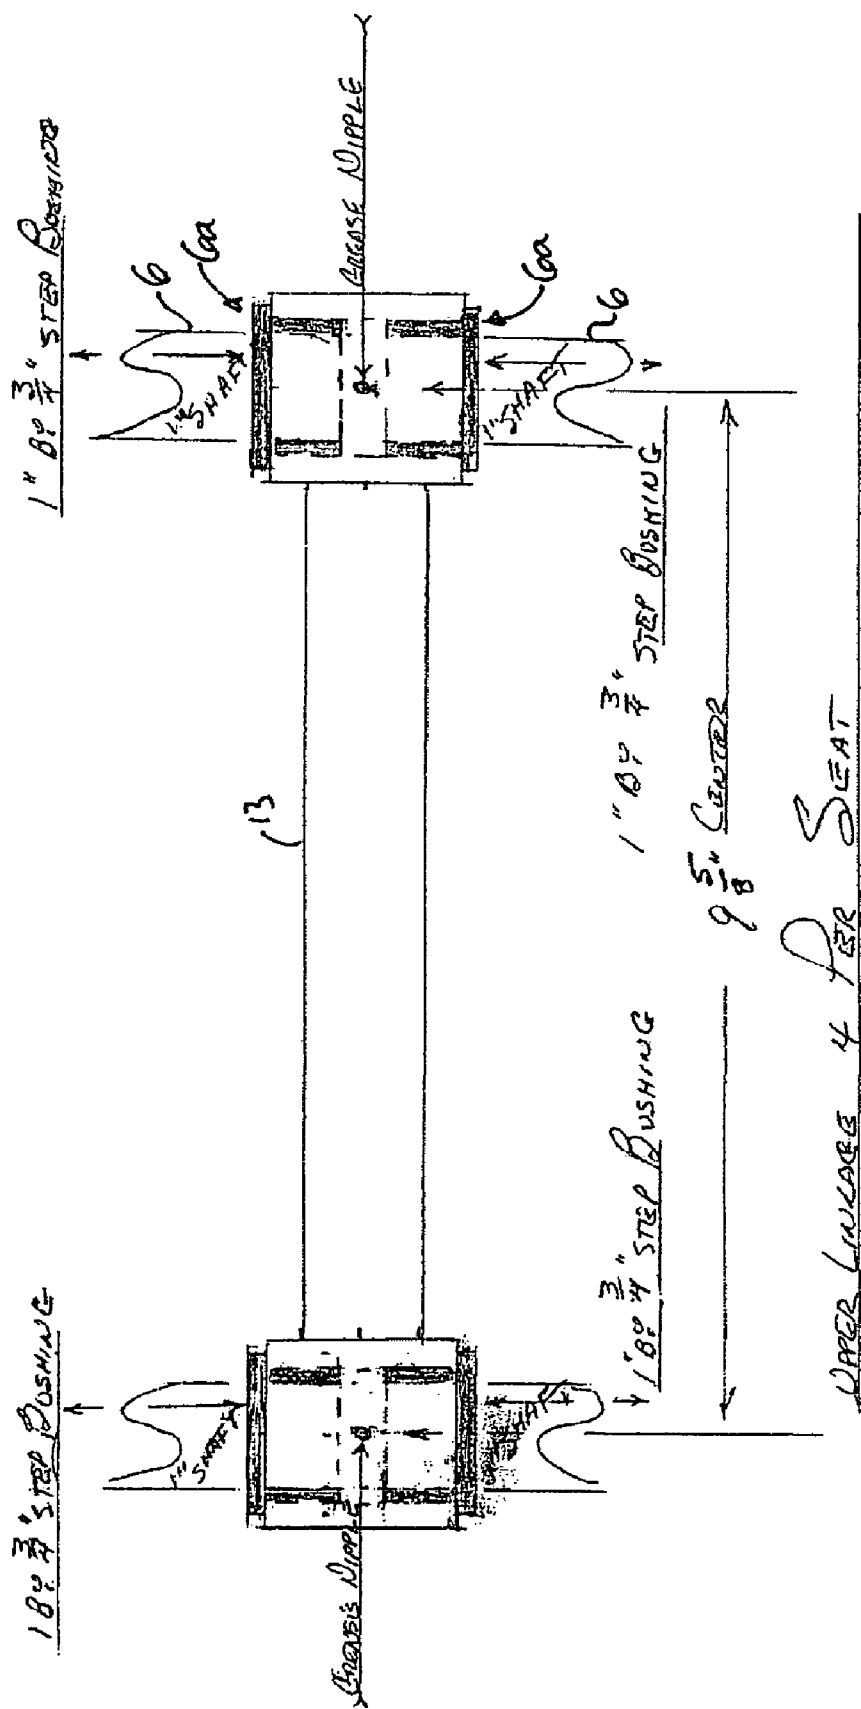 1" BY 3/4" STEP BUSHING
1 BY 3/4" STEP BUSHING
6
6a
1" SHAFT
1" SHAFT
GREASE NIPPLE
GREASE NIPPLE
13
1" SHAFT
SHAFT
6a
6
1" BY 3/4" STEP BUSHING
1" BY 3/4" STEP BUSHING
9 5/8" CENTER
UPPER LINKAGE 4 PER SEAT